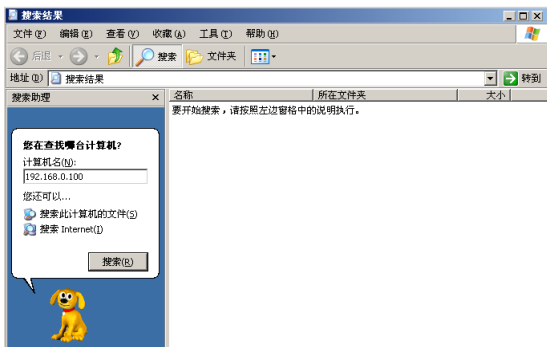 搜索结果
文件(F) 编辑(E) 查看(V) 收藏(A) 工具(T) 帮助(H)
后退 搜索 文件夹
地址(D) 搜索结果 转到
搜索助理
名称 所在文件夹 大小
要开始搜索，请按照左边窗格中的说明执行。
您在查找哪台计算机?
计算机名(N):
192.168.0.100
您还可以...
搜索此计算机的文件(S)
搜索 Internet(I)
搜索(R)